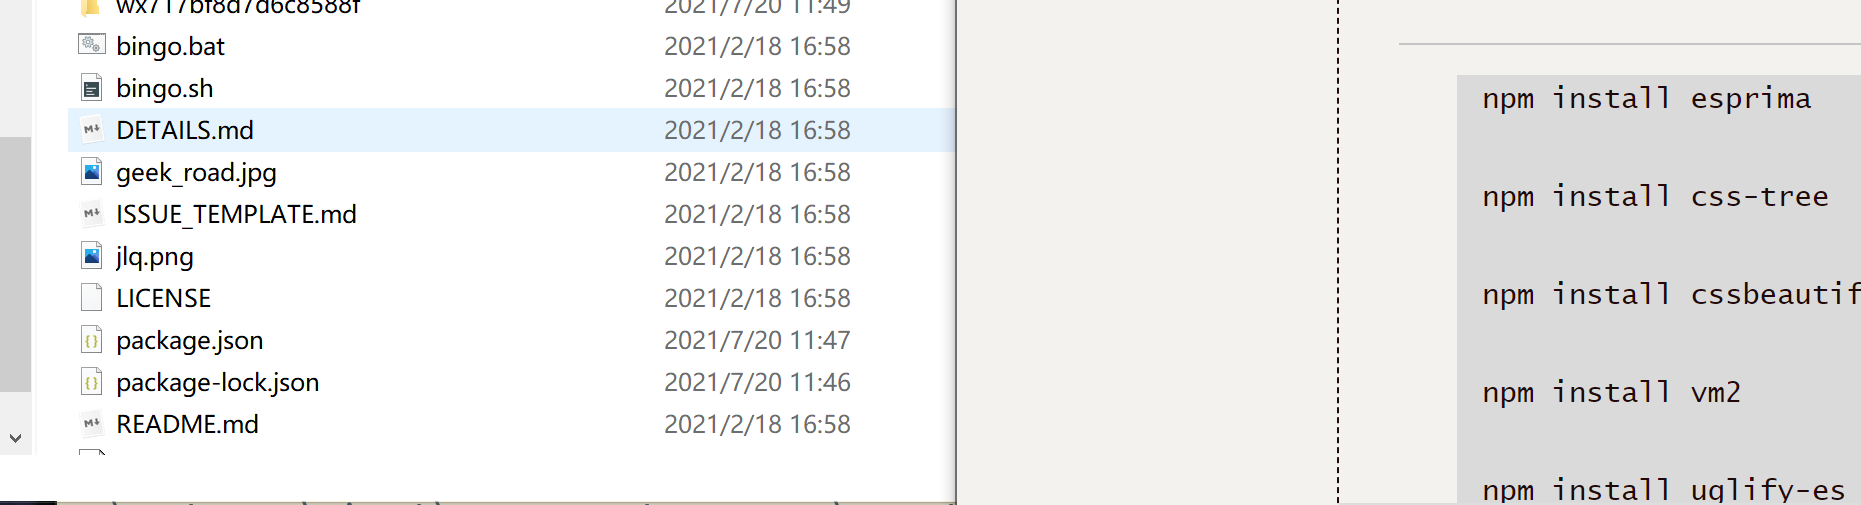 wx717bf8d7d6c8588f 2021/7/20 11:49
bingo.bat 2021/2/18 16:58
bingo.sh 2021/2/18 16:58
DETAILS.md 2021/2/18 16:58
geek_road.jpg 2021/2/18 16:58
ISSUE_TEMPLATE.md 2021/2/18 16:58
jlq.png 2021/2/18 16:58
LICENSE 2021/2/18 16:58
package.json 2021/7/20 11:47
package-lock.json 2021/7/20 11:46
README.md 2021/2/18 16:58
npm install esprima
npm install css-tree
npm install cssbeautif
npm install vm2
npm install uglify-es